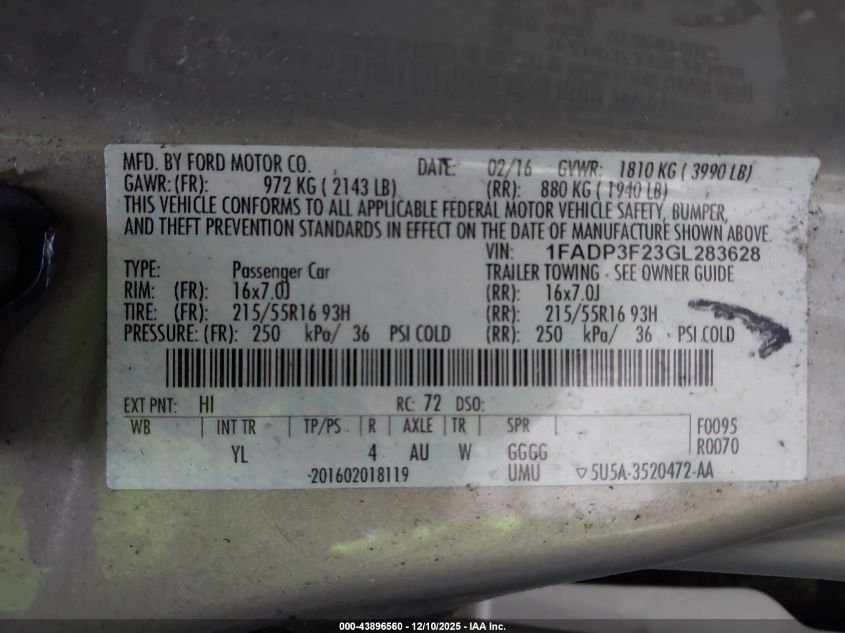 MFD. BY FORD MOTOR CO. DATE: 02/16 GVWR: 1810 KG ( 3990 LB)
GAWR: (FR): 972 KG ( 2143 LB) (RR): 880 KG ( 1940 LB)
THIS VEHICLE CONFORMS TO ALL APPLICABLE FEDERAL MOTOR VEHICLE SAFETY, BUMPER,
AND THEFT PREVENTION STANDARDS IN EFFECT ON THE DATE OF MANUFACTURE SHOWN ABOVE.
VIN: 1FADP3F23GL283628
TYPE: Passenger Car TRAILER TOWING - SEE OWNER GUIDE
RIM: (FR): 16x7.0J (RR): 16x7.0J
TIRE: (FR): 215/55R16 93H (RR): 215/55R16 93H
PRESSURE: (FR): 250 kPa/ 36 PSI COLD (RR): 250 kPa/ 36 PSI COLD
EXT PNT: HI RC: 72 DSO:
WB INT TR TP/PS R AXLE TR SPR F0095
YL 4 AU W GGGG R0070
-201602018119 UMU 5U5A-3520472-AA
000-43896560 - 12/10/2025 - IAA Inc.